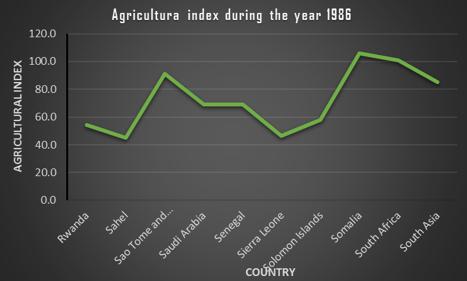 Agricultura index during the year 1986
120.0
100.0
80.0
60.0
40.0
20.0
0.0
AGRICULTURALINDEX
Rwanda
Sahel
Sao Tome and...
Saudi Arabia
Senegal
Sierra Leone
Solomon Islands
Somalia
South Africa
South Asia
COUNTRY